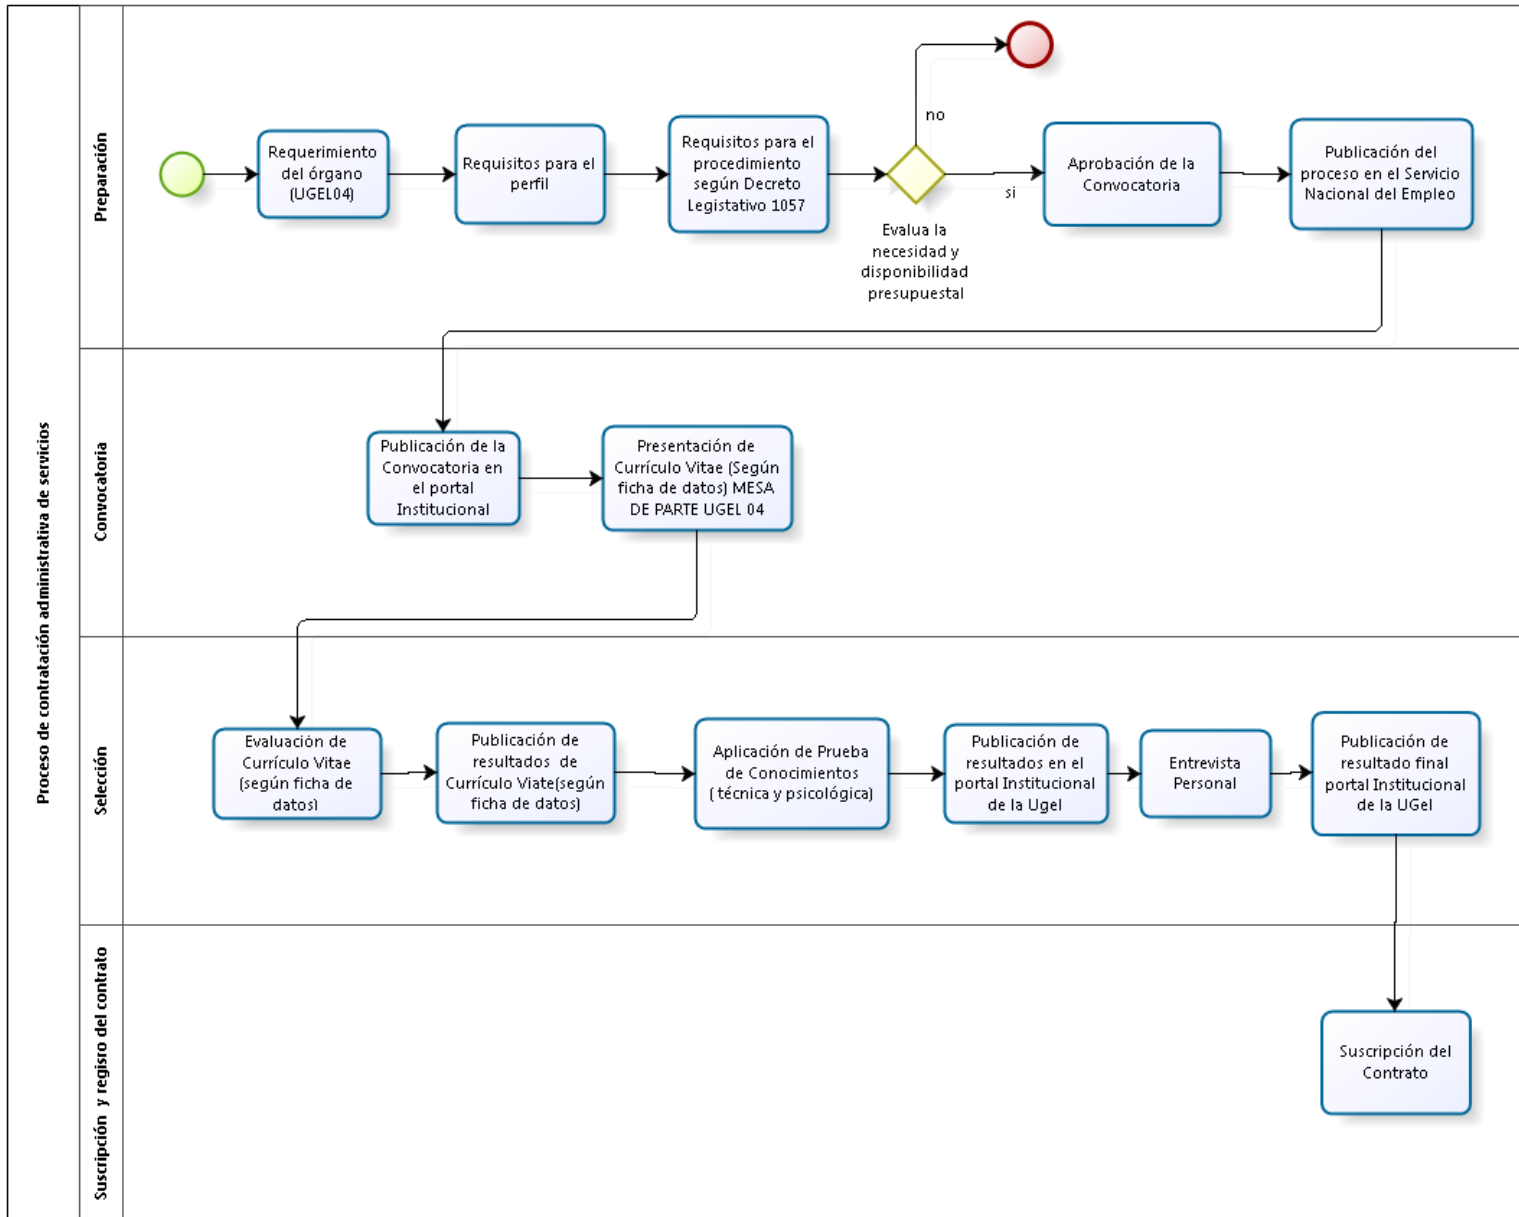 Proceso de contratación administrativa de servicios
Preparación
Requerimiento
del órgano
(UGEL04)
Requisitos para el
perfil
Requisitos para el
procedimiento
según Decreto
Legistativo 1057
no
si
Evalua la
necesidad y
disponibilidad
presupuestal
Aprobación de la
Convocatoria
Publicación del
proceso en el Servicio
Nacional del Empleo
Convocatoria
Publicación de la
Convocatoria en
el portal
Institucional
Presentación de
Currículo Vitae (Según
ficha de datos) MESA
DE PARTE UGEL 04
Selección
Evaluación de
Currículo Vitae
(según ficha de
datos)
Publicación de
resultados de
Currículo Viate(según
ficha de datos)
Aplicación de Prueba
de Conocimientos
( técnica y psicológica)
Publicación de
resultados en el
portal Institucional
de la Ugel
Entrevista
Personal
Publicación de
resultado final
portal Institucional
de la UGel
Suscripción y regisro del contrato
Suscripción del
Contrato